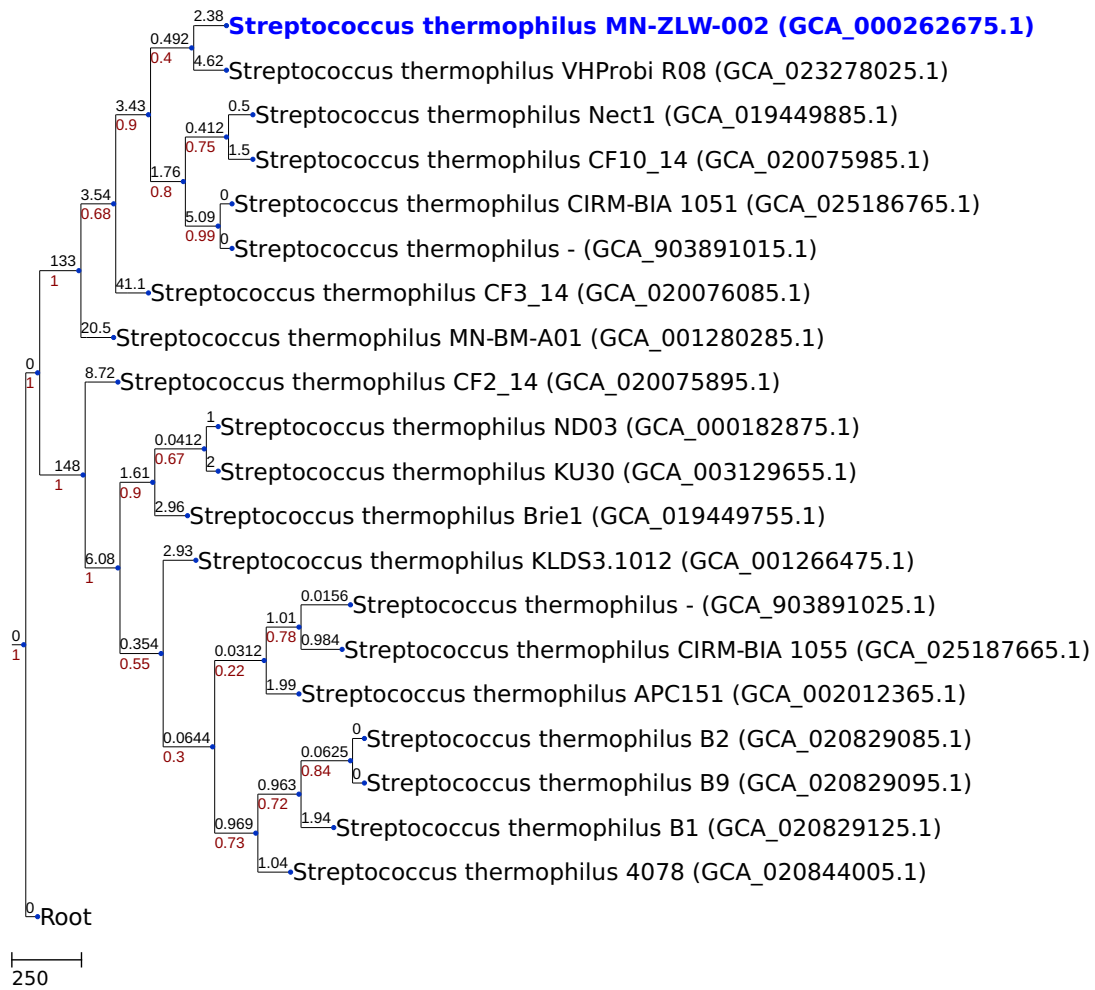 2.38
Streptococcus thermophilus MN-ZLW-002 (GCA_000262675.1)
0.492
0.4
4.62
Streptococcus thermophilus VHProbi R08 (GCA_023278025.1)
3.43
0.9
0.5
Streptococcus thermophilus Nect1 (GCA_019449885.1)
0.412
0.75
1.5
Streptococcus thermophilus CF10_14 (GCA_020075985.1)
1.76
0.8
0
Streptococcus thermophilus CIRM-BIA 1051 (GCA_025186765.1)
3.54
0.68
5.09
0.99
0
Streptococcus thermophilus - (GCA_903891015.1)
133
1
41.1
Streptococcus thermophilus CF3_14 (GCA_020076085.1)
20.5
Streptococcus thermophilus MN-BM-A01 (GCA_001280285.1)
0
1
8.72
Streptococcus thermophilus CF2_14 (GCA_020075895.1)
1
Streptococcus thermophilus ND03 (GCA_000182875.1)
0.0412
0.67
2
Streptococcus thermophilus KU30 (GCA_003129655.1)
148
1
1.61
0.9
2.96
Streptococcus thermophilus Brie1 (GCA_019449755.1)
6.08
1
2.93
Streptococcus thermophilus KLDS3.1012 (GCA_001266475.1)
0.0156
Streptococcus thermophilus - (GCA_903891025.1)
1.01
0.78
0.984
Streptococcus thermophilus CIRM-BIA 1055 (GCA_025187665.1)
0
1
0.354
0.55
0.0312
0.22
1.99
Streptococcus thermophilus APC151 (GCA_002012365.1)
0.0644
0.3
0
Streptococcus thermophilus B2 (GCA_020829085.1)
0.0625
0.84
0
Streptococcus thermophilus B9 (GCA_020829095.1)
0.963
0.72
1.94
Streptococcus thermophilus B1 (GCA_020829125.1)
0.969
0.73
1.04
Streptococcus thermophilus 4078 (GCA_020844005.1)
0
Root
250